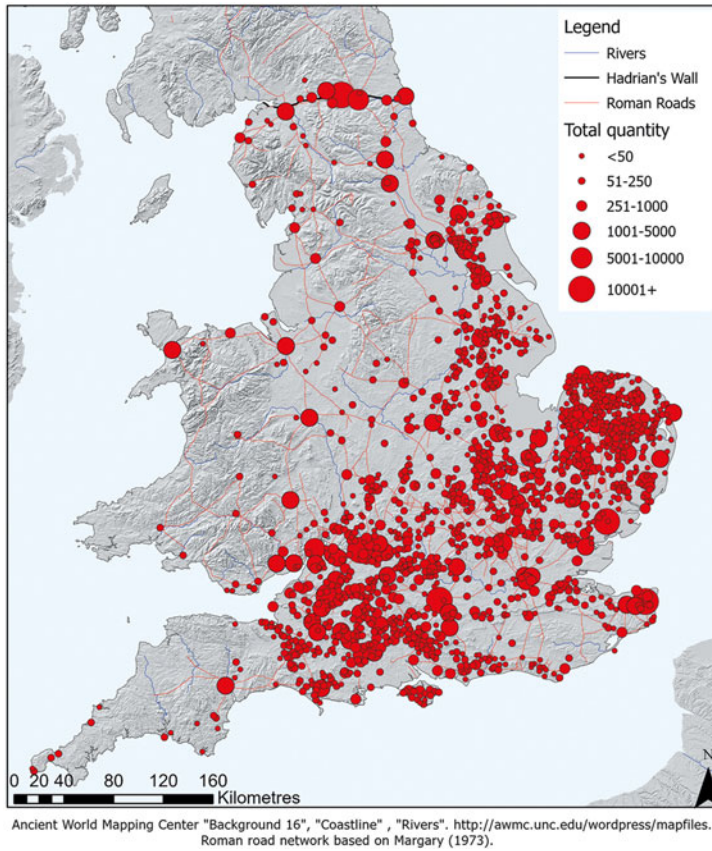 Legend
Rivers
Hadrian's Wall
Roman Roads
Total quantity
<50
51-250
251-1000
1001-5000
5001-10000
10001+
N
0 20 40 80 120 160
Kilometres
Ancient World Mapping Center "Background 16", "Coastline" , "Rivers". http://awmc.unc.edu/wordpress/mapfiles.
Roman road network based on Margary (1973).